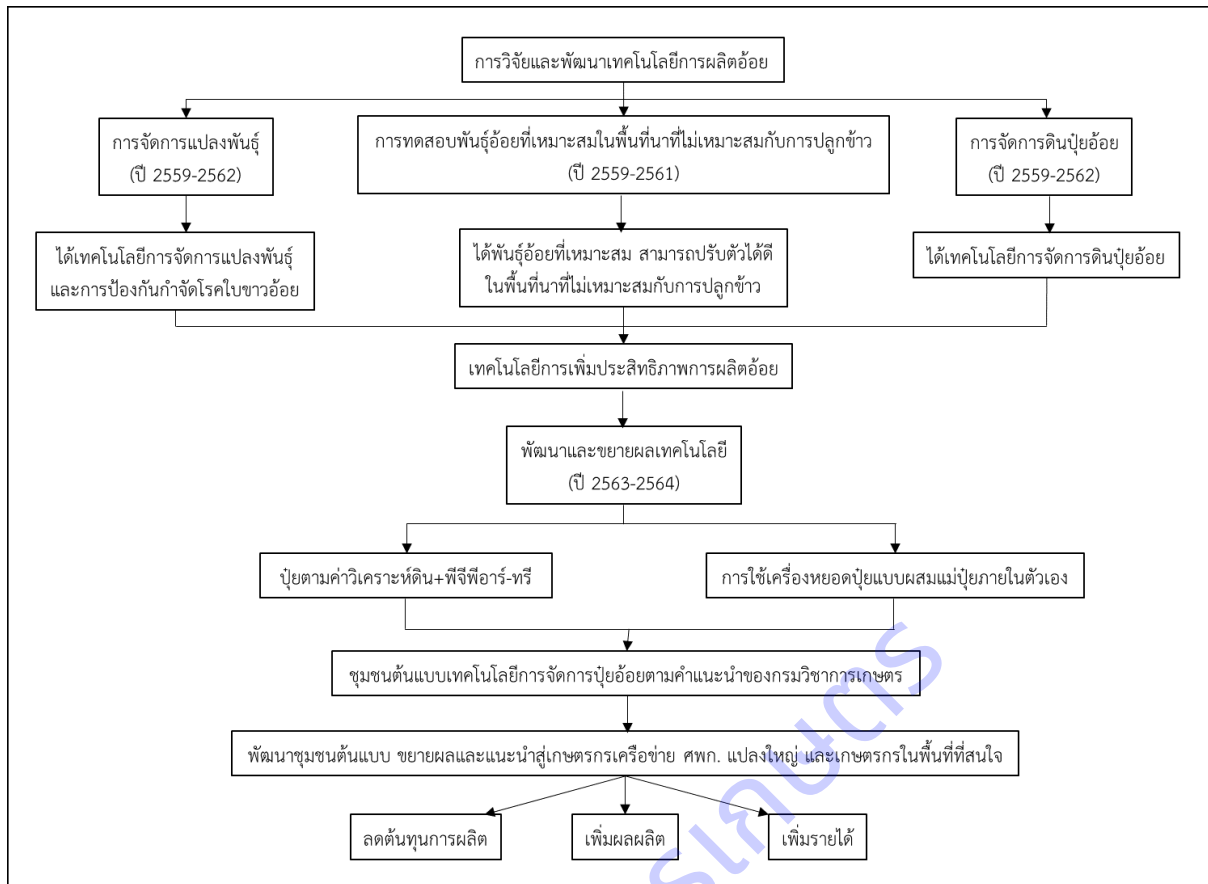 การวิจัยและพัฒนาเทคโนโลยีการผลิตอ้อย
การจัดการแปลงพันธุ์
(ปี 2559-2562)
การทดสอบพันธุ์อ้อยที่เหมาะสมในพื้นที่นาที่ไม่เหมาะสมกับการปลูกข้าว
(ปี 2559-2561)
การจัดการดินปุ๋ยอ้อย
(ปี 2559-2562)
ได้เทคโนโลยีการจัดการแปลงพันธุ์
และการป้องกันกำจัดโรคใบขาวอ้อย
ได้พันธุ์อ้อยที่เหมาะสม สามารถปรับตัวได้ดี
ในพื้นที่นาที่ไม่เหมาะสมกับการปลูกข้าว
ได้เทคโนโลยีการจัดการดินปุ๋ยอ้อย
เทคโนโลยีการเพิ่มประสิทธิภาพการผลิตอ้อย
พัฒนาและขยายผลเทคโนโลยี
(ปี 2563-2564)
ปุ๋ยตามค่าวิเคราะห์ดิน+พีจีพีอาร์-ทรี
การใช้เครื่องหยอดปุ๋ยแบบผสมแม่ปุ๋ยภายในตัวเอง
ชุมชนต้นแบบเทคโนโลยีการจัดการปุ๋ยอ้อยตามคำแนะนำของกรมวิชาการเกษตร
พัฒนาชุมชนต้นแบบ ขยายผลและแนะนำสู่เกษตรกรเครือข่าย ศพก. แปลงใหญ่ และเกษตรกรในพื้นที่ที่สนใจ
ลดต้นทุนการผลิต
เพิ่มผลผลิต
เพิ่มรายได้